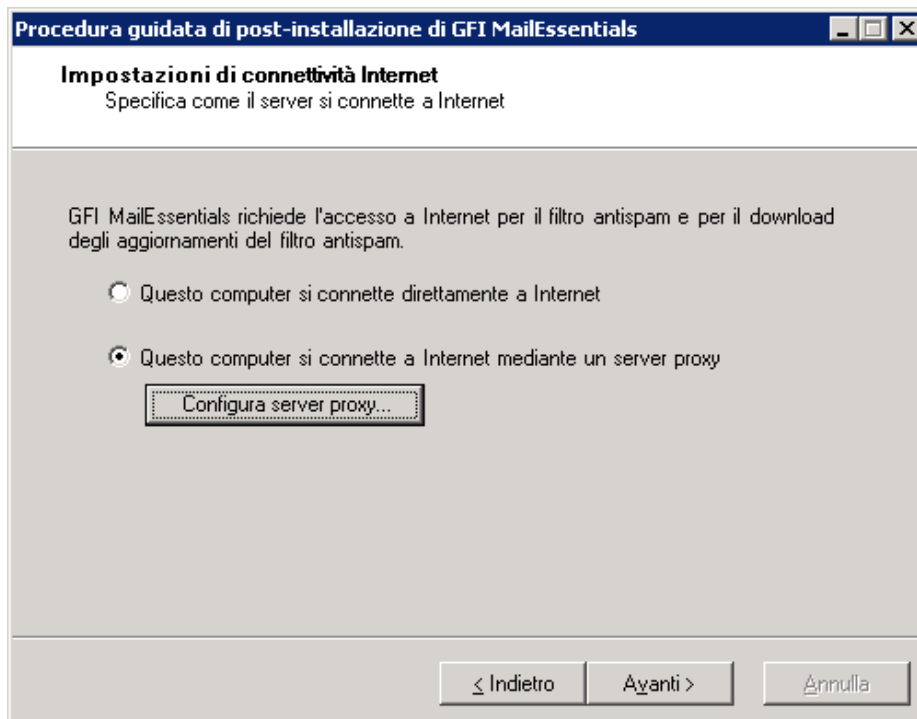 Procedura guidata di post-installazione di GFI MailEssentials
Impostazioni di connettività Internet
Specifica come il server si connette a Internet
GFI MailEssentials richiede l'accesso a Internet per il filtro antispam e per il download
degli aggiornamenti del filtro antispam.
Questo computer si connette direttamente a Internet
Questo computer si connette a Internet mediante un server proxy
Configura server proxy...
< Indietro
Avanti >
Annulla